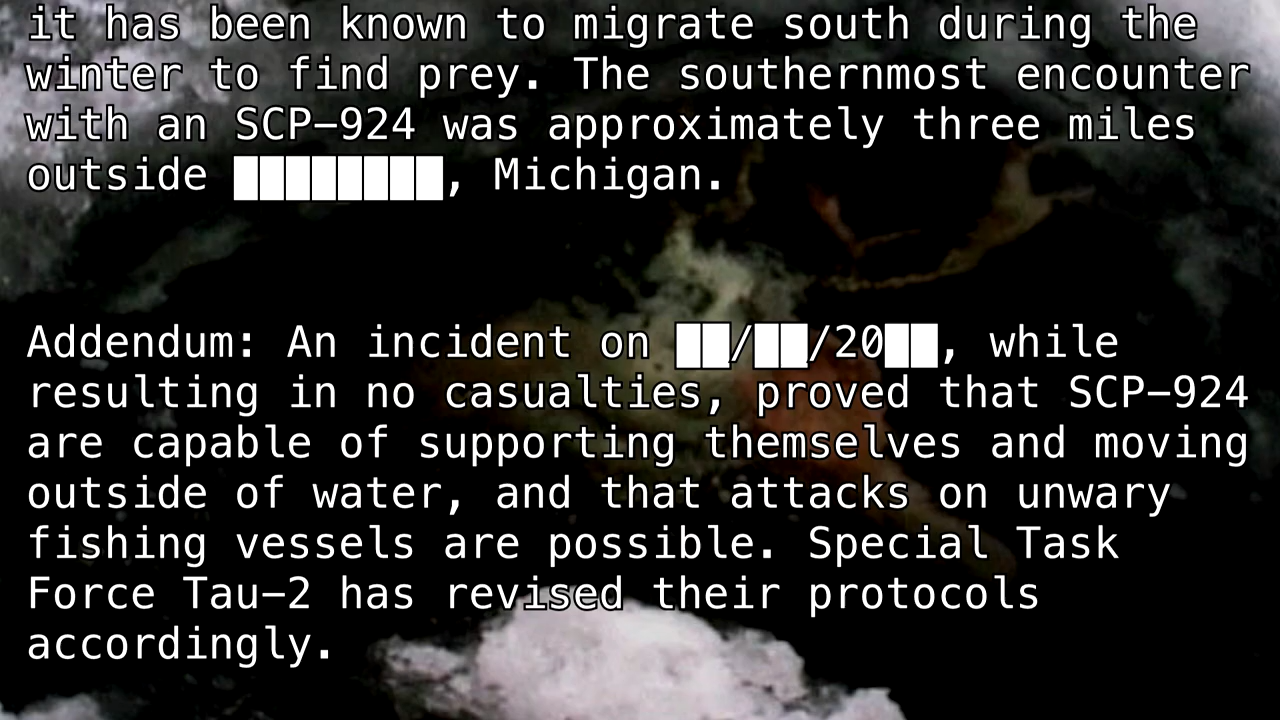 it has been known to migrate south during the
winter to find prey. The southernmost encounter
with an SCP-924 was approximately three miles
outside ████████, Michigan.
Addendum: An incident on ██/██/20██, while
resulting in no casualties, proved that SCP-924
are capable of supporting themselves and moving
outside of water, and that attacks on unwary
fishing vessels are possible. Special Task
Force Tau-2 has revised their protocols
accordingly.